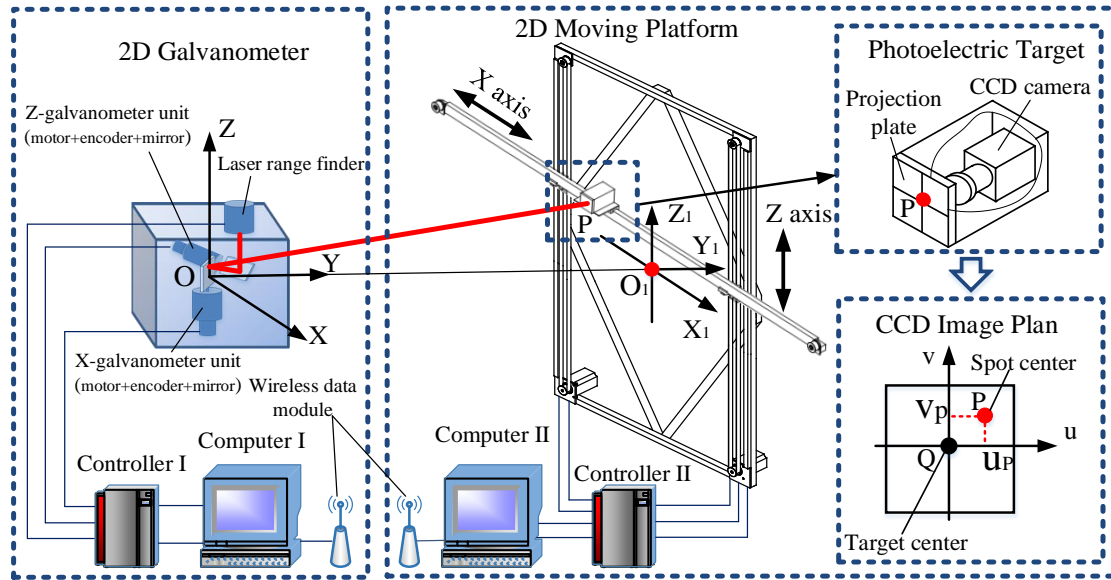 2D Galvanometer
Z-galvanometer unit
(motor+encoder+mirror)
Z
Laser range finder
O
Y
X
X-galvanometer unit
(motor+encoder+mirror)
Wireless data
module
Controller I
Computer I
2D Moving Platform
X axis
P
Z1
Y1
O1
X1
Z axis
Computer II
Controller II
Photoelectric Target
CCD camera
Projection
plate
P
CCD Image Plan
v
Spot center
Vp
P
u
Q
uP
Target center